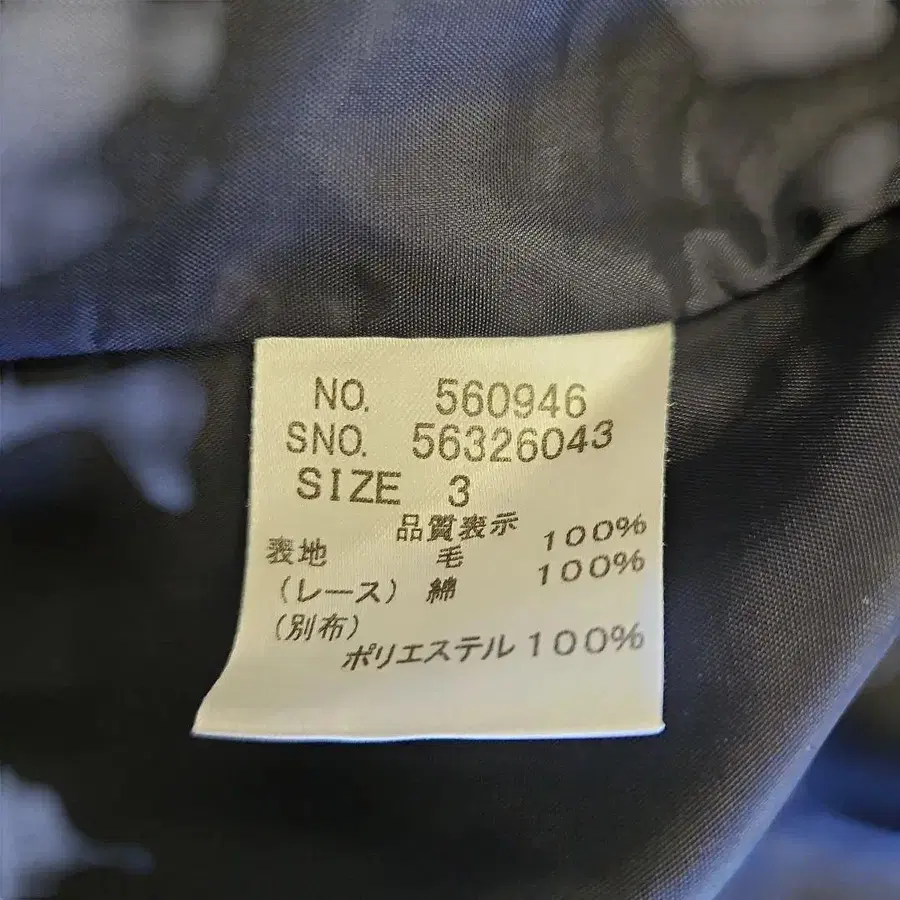 NO. 560946
SNO. 56326043
SIZE 3
品質表示
表地 毛 100%
(レース) 綿 100%
(別布)
ポリエステル 100%